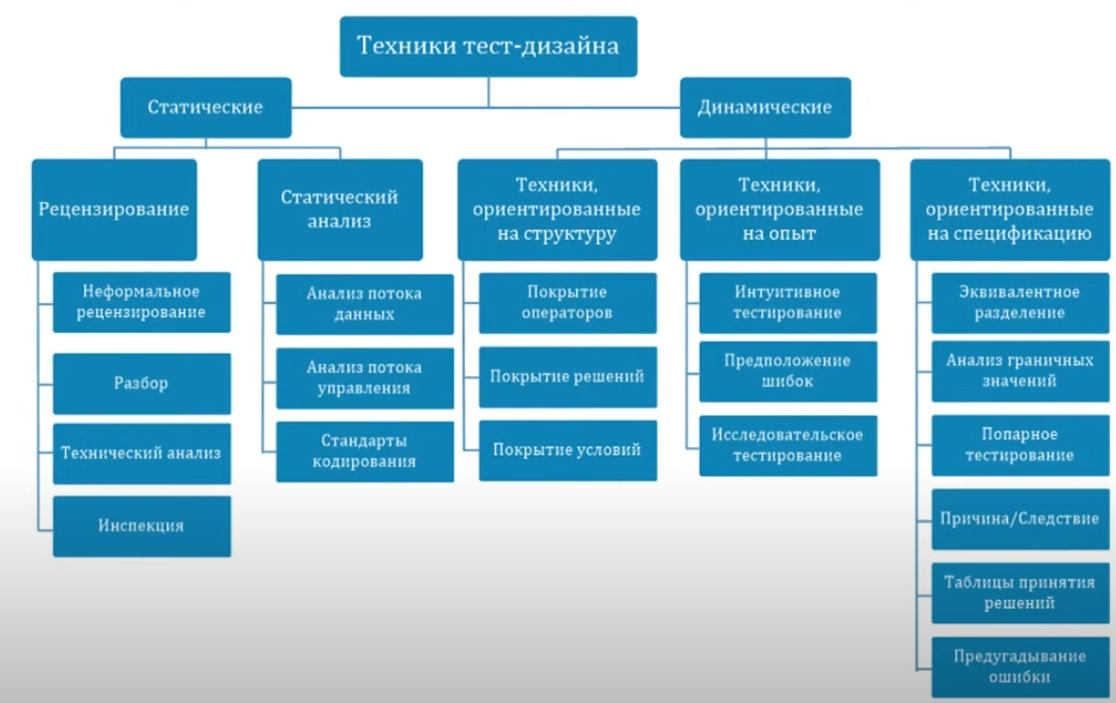 Техники тест-дизайна
Статические
Динамические
Рецензирование
Статический
анализ
Техники,
ориентированные
на структуру
Техники,
ориентированные
на опыт
Техники,
ориентированные
на спецификацию
Неформальное
рецензирование
Разбор
Технический анализ
Инспекция
Анализ потока
данных
Анализ потока
управления
Стандарты
кодирования
Покрытие
операторов
Покрытие решений
Покрытие условий
Интуитивное
тестирование
Предположение
шибок
Исследовательское
тестирование
Эквивалентное
разделение
Анализ граничных
значений
Попарное
тестирование
Причина/Следствие
Таблицы принятия
решений
Предугадывание
ошибки